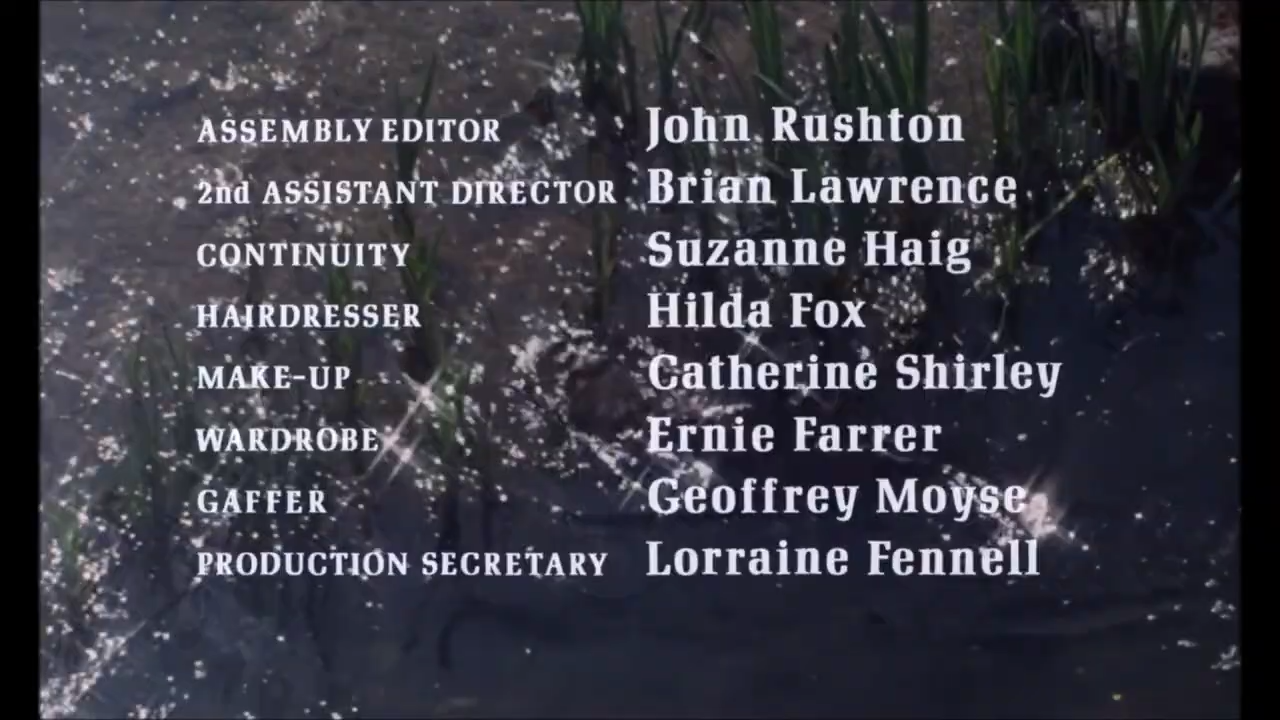 ASSEMBLY EDITOR John Rushton
2nd ASSISTANT DIRECTOR Brian Lawrence
CONTINUITY Suzanne Haig
HAIRDRESSER Hilda Fox
MAKE-UP Catherine Shirley
WARDROBE Ernie Farrer
GAFFER Geoffrey Moyse
PRODUCTION SECRETARY Lorraine Fennell